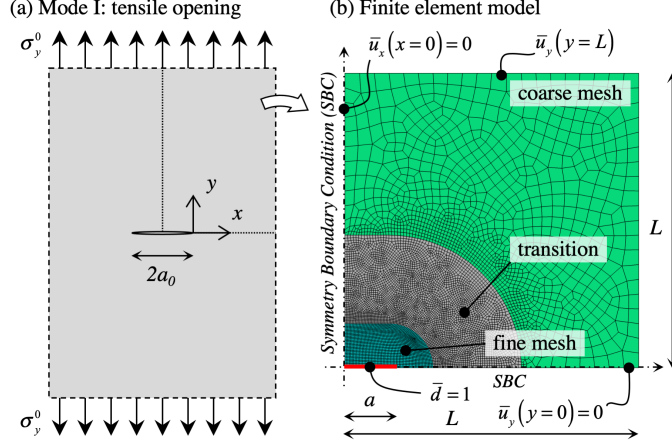 (a) Mode I: tensile opening
σ_y^0
y
x
2a_0
σ_y^0
(b) Finite element model
ū_x(x=0)=0
ū_y(y=L)
coarse mesh
Symmetry Boundary Condition (SBC)
L
transition
fine mesh
SBC
a
d̄=1
L
ū_y(y=0)=0